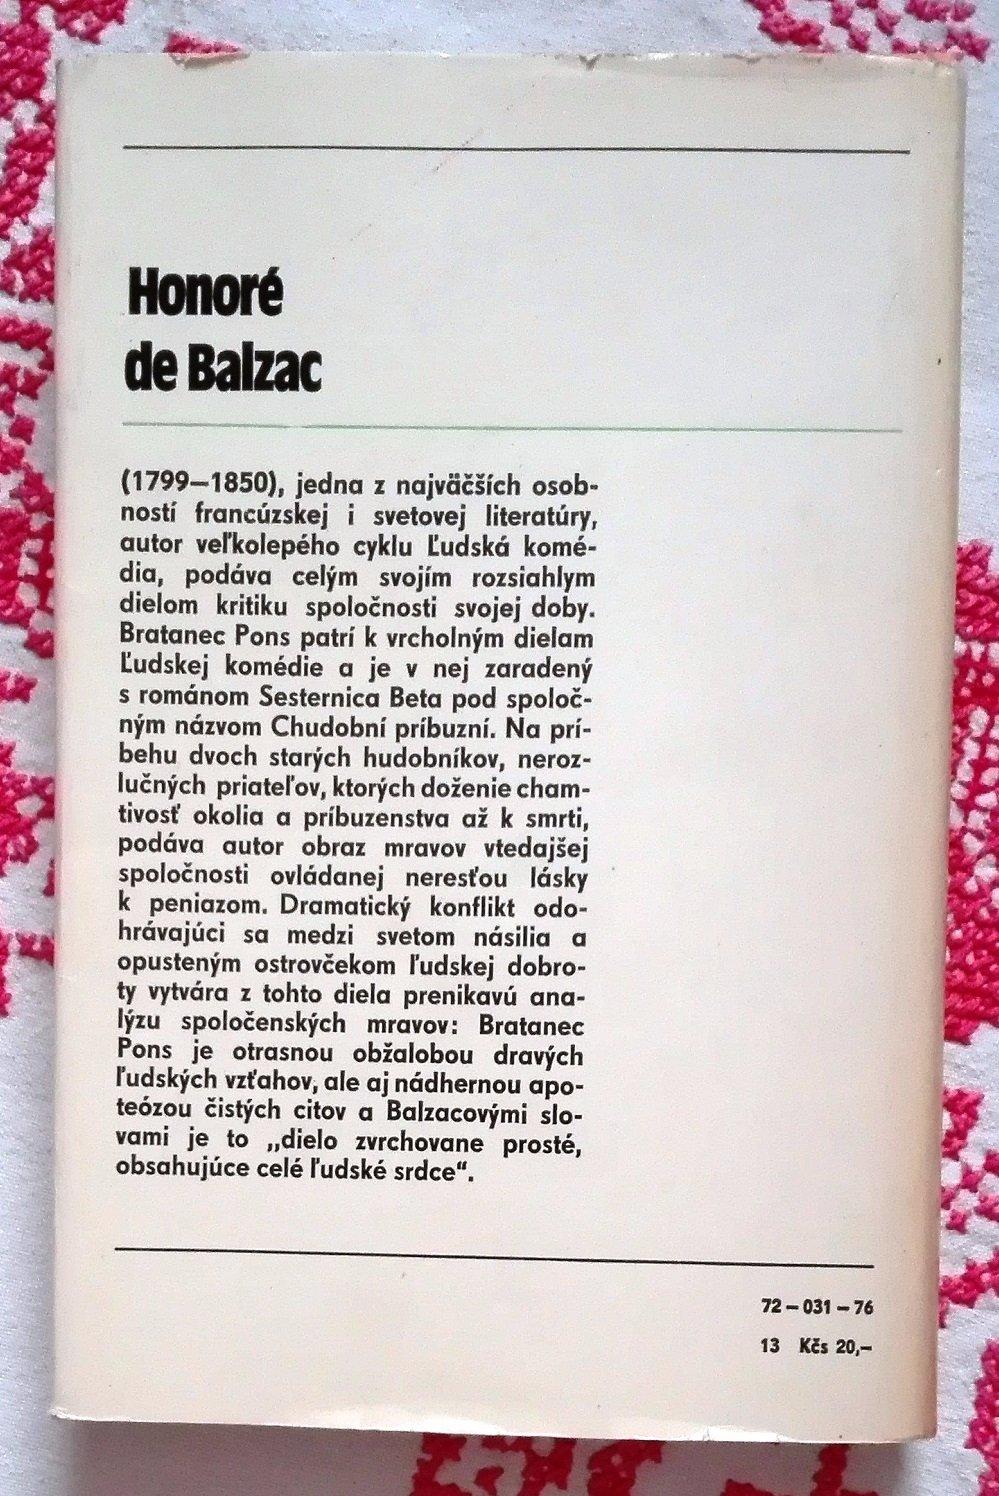 Honoré
de Balzac
(1799–1850), jedna z najväčších osob-
ností francúzskej i svetovej literatúry,
autor veľkolepého cyklu Ľudská komé-
dia, podáva celým svojím rozsiahlym
dielom kritiku spoločnosti svojej doby.
Bratanec Pons patrí k vrcholným dielam
Ľudskej komédie a je v nej zaradený
s románom Sesternica Beta pod spoloč-
ným názvom Chudobní príbuzní. Na prí-
behu dvoch starých hudobníkov, neroz-
lučných priateľov, ktorých doženie cham-
tivosť okolia a príbuzenstva až k smrti,
podáva autor obraz mravov vtedajšej
spoločnosti ovládanej neresťou lásky
k peniazom. Dramatický konflikt odo-
hrávajúci sa medzi svetom násilia a
opusteným ostrovčekom ľudskej dobro-
ty vytvára z tohto diela prenikavú ana-
lýzu spoločenských mravov: Bratanec
Pons je otrasnou obžalobou dravých
ľudských vzťahov, ale aj nádhernou apo-
teózou čistých citov a Balzacovými slo-
vami je to „dielo zvrchovane prosté,
obsahujúce celé ľudské srdce“.
72 – 031 – 76
13 Kčs 20,–